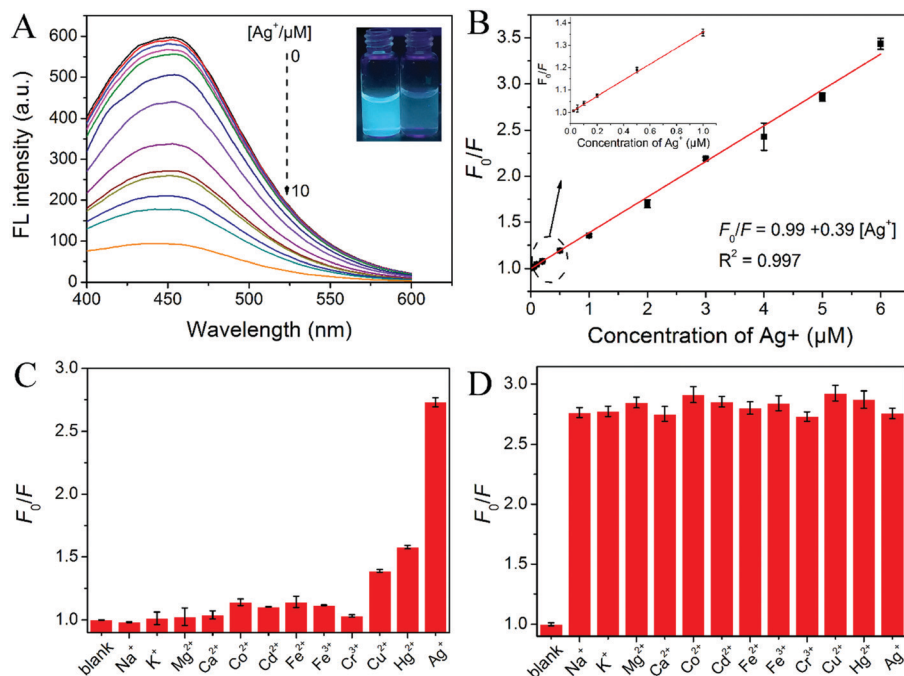 A
FL intensity (a.u.)
600
550
500
450
400
350
300
250
200
150
100
50
0
[Ag⁺/μM]
0
10
400
450
500
550
600
Wavelength (nm)
B
F₀/F
3.5
3.0
2.5
2.0
1.5
1.0
F₀/F
1.4
1.3
1.2
1.1
1.0
0.0
0.2
0.4
0.6
0.8
1.0
Concentration of Ag⁺ (μM)
F₀/F = 0.99 +0.39 [Ag⁺]
R² = 0.997
0
1
2
3
4
5
6
Concentration of Ag+ (μM)
C
F₀/F
3.0
2.5
2.0
1.5
1.0
blank
Na⁺
K⁺
Mg²⁺
Ca²⁺
Co²⁺
Cd²⁺
Fe²⁺
Fe³⁺
Cr³⁺
Cu²⁺
Hg²⁺
Ag⁺
D
F₀/F
3.0
2.5
2.0
1.5
1.0
blank
Na⁺
K⁺
Mg²⁺
Ca²⁺
Co²⁺
Cd²⁺
Fe²⁺
Fe³⁺
Cr³⁺
Cu²⁺
Hg²⁺
Ag⁺